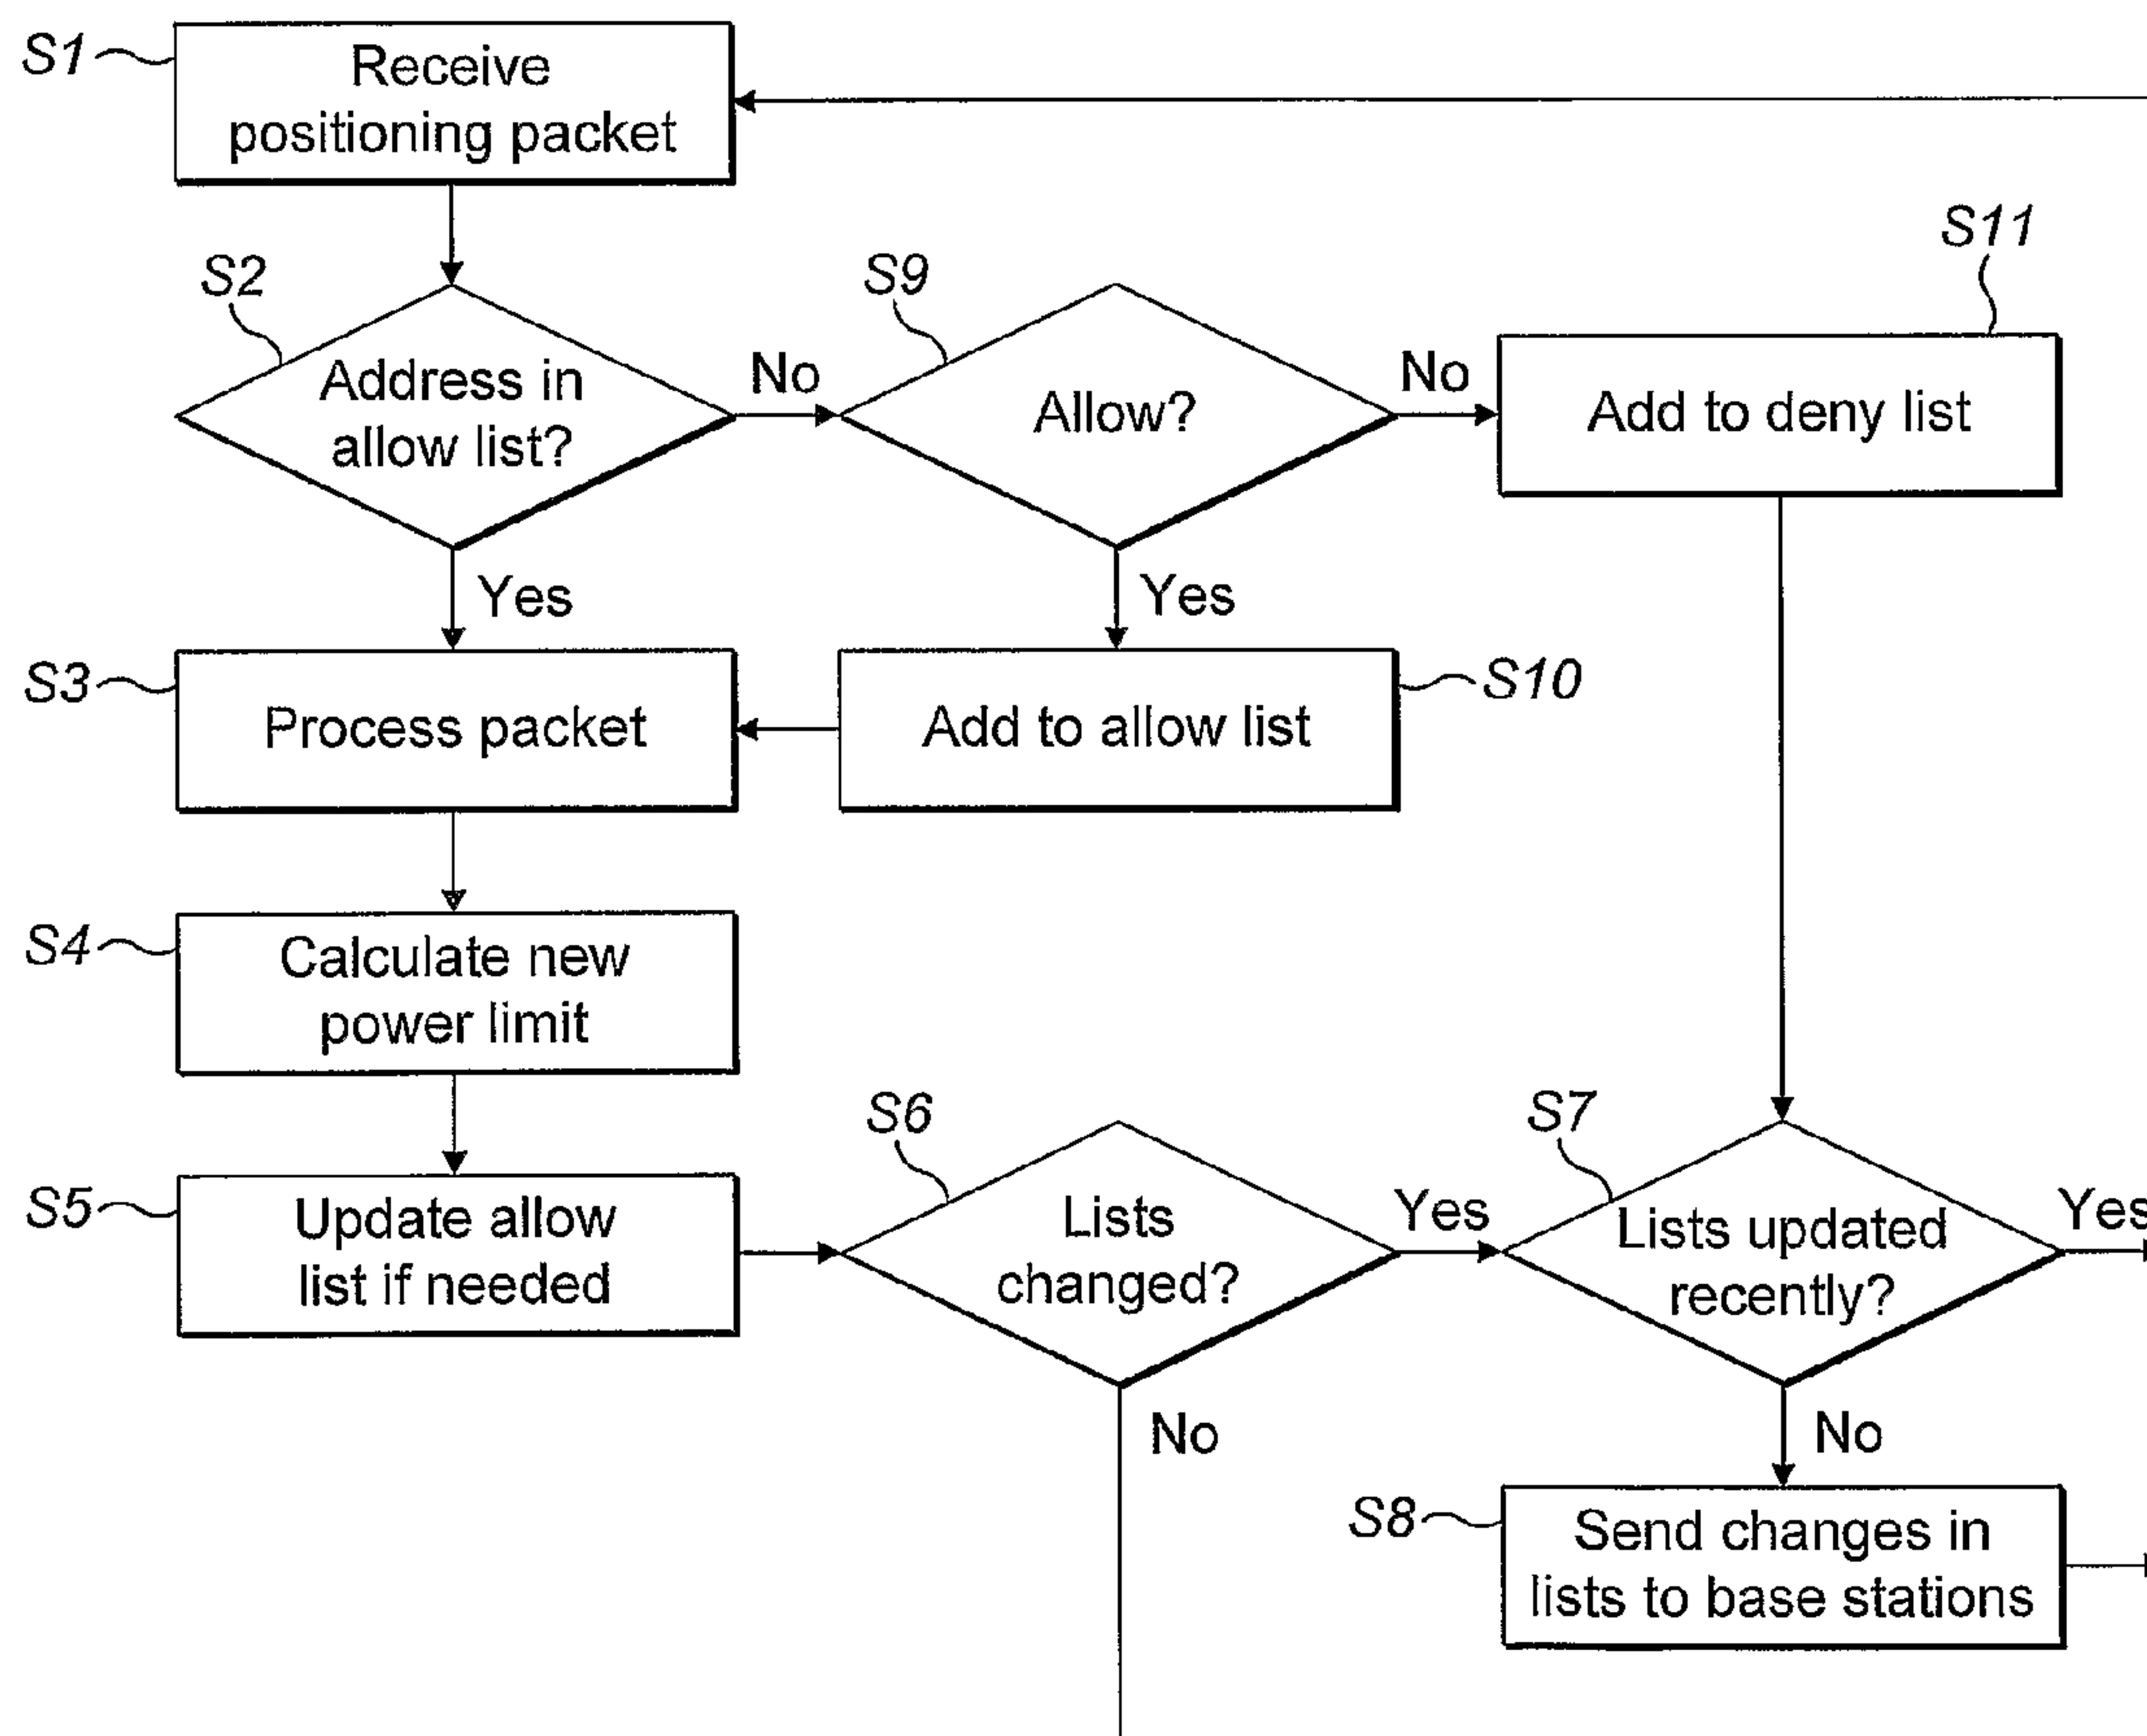 S1
Receive
positioning packet
S2
Address in
allow list?
No
S9
Allow?
No
S11
Add to deny list
Yes
Yes
S3
Process packet
Add to allow list
S10
S4
Calculate new
power limit
S5
Update allow
list if needed
S6
Lists
changed?
Yes
S7
Lists updated
recently?
Yes
No
No
S8
Send changes in
lists to base stations